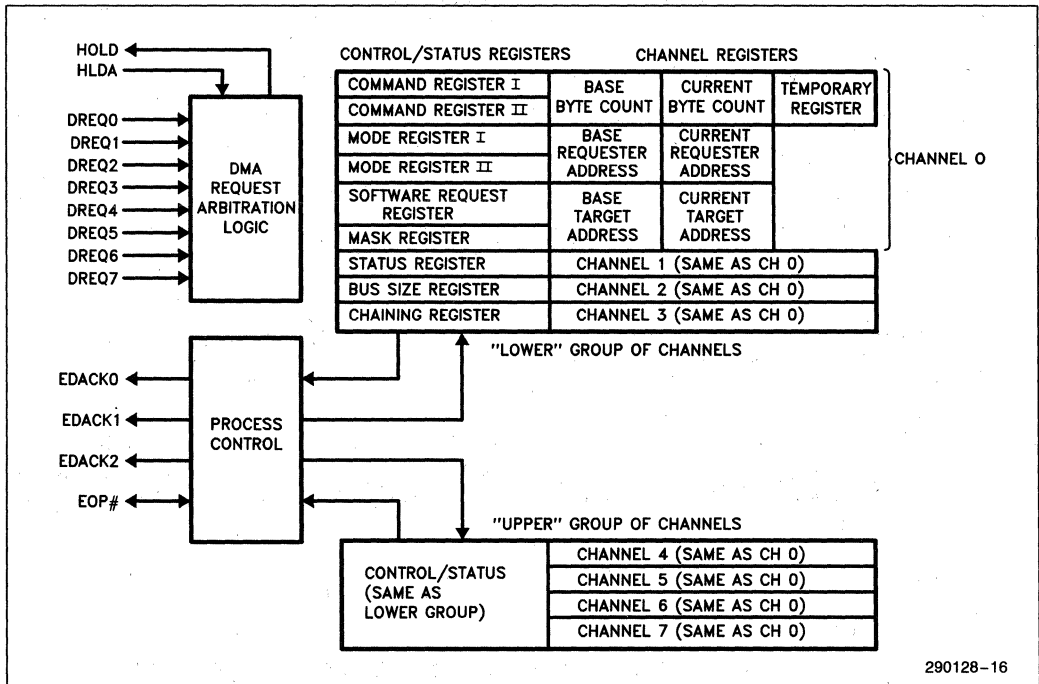 HOLD
HLDA
DREQ0
DREQ1
DREQ2
DREQ3
DREQ4
DREQ5
DREQ6
DREQ7
DMA
REQUEST
ARBITRATION
LOGIC
CONTROL/STATUS REGISTERS
CHANNEL REGISTERS
COMMAND REGISTER I
COMMAND REGISTER II
MODE REGISTER I
MODE REGISTER II
SOFTWARE REQUEST
REGISTER
MASK REGISTER
STATUS REGISTER
BUS SIZE REGISTER
CHAINING REGISTER
BASE
BYTE COUNT
CURRENT
BYTE COUNT
TEMPORARY
REGISTER
BASE
REQUESTER
ADDRESS
CURRENT
REQUESTER
ADDRESS
BASE
TARGET
ADDRESS
CURRENT
TARGET
ADDRESS
CHANNEL 0
CHANNEL 1 (SAME AS CH 0)
CHANNEL 2 (SAME AS CH 0)
CHANNEL 3 (SAME AS CH 0)
"LOWER" GROUP OF CHANNELS
EDACK0
EDACK1
EDACK2
EOP#
PROCESS
CONTROL
"UPPER" GROUP OF CHANNELS
CONTROL/STATUS
(SAME AS
LOWER GROUP)
CHANNEL 4 (SAME AS CH 0)
CHANNEL 5 (SAME AS CH 0)
CHANNEL 6 (SAME AS CH 0)
CHANNEL 7 (SAME AS CH 0)
290128-16